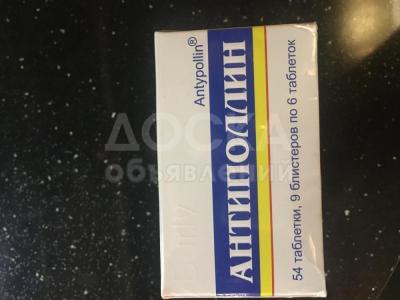 Antypollin®
АНТИПОЛЛИН
54 таблетки, 9 блистеров по 6 таблеток
ДОСКА
объявлений